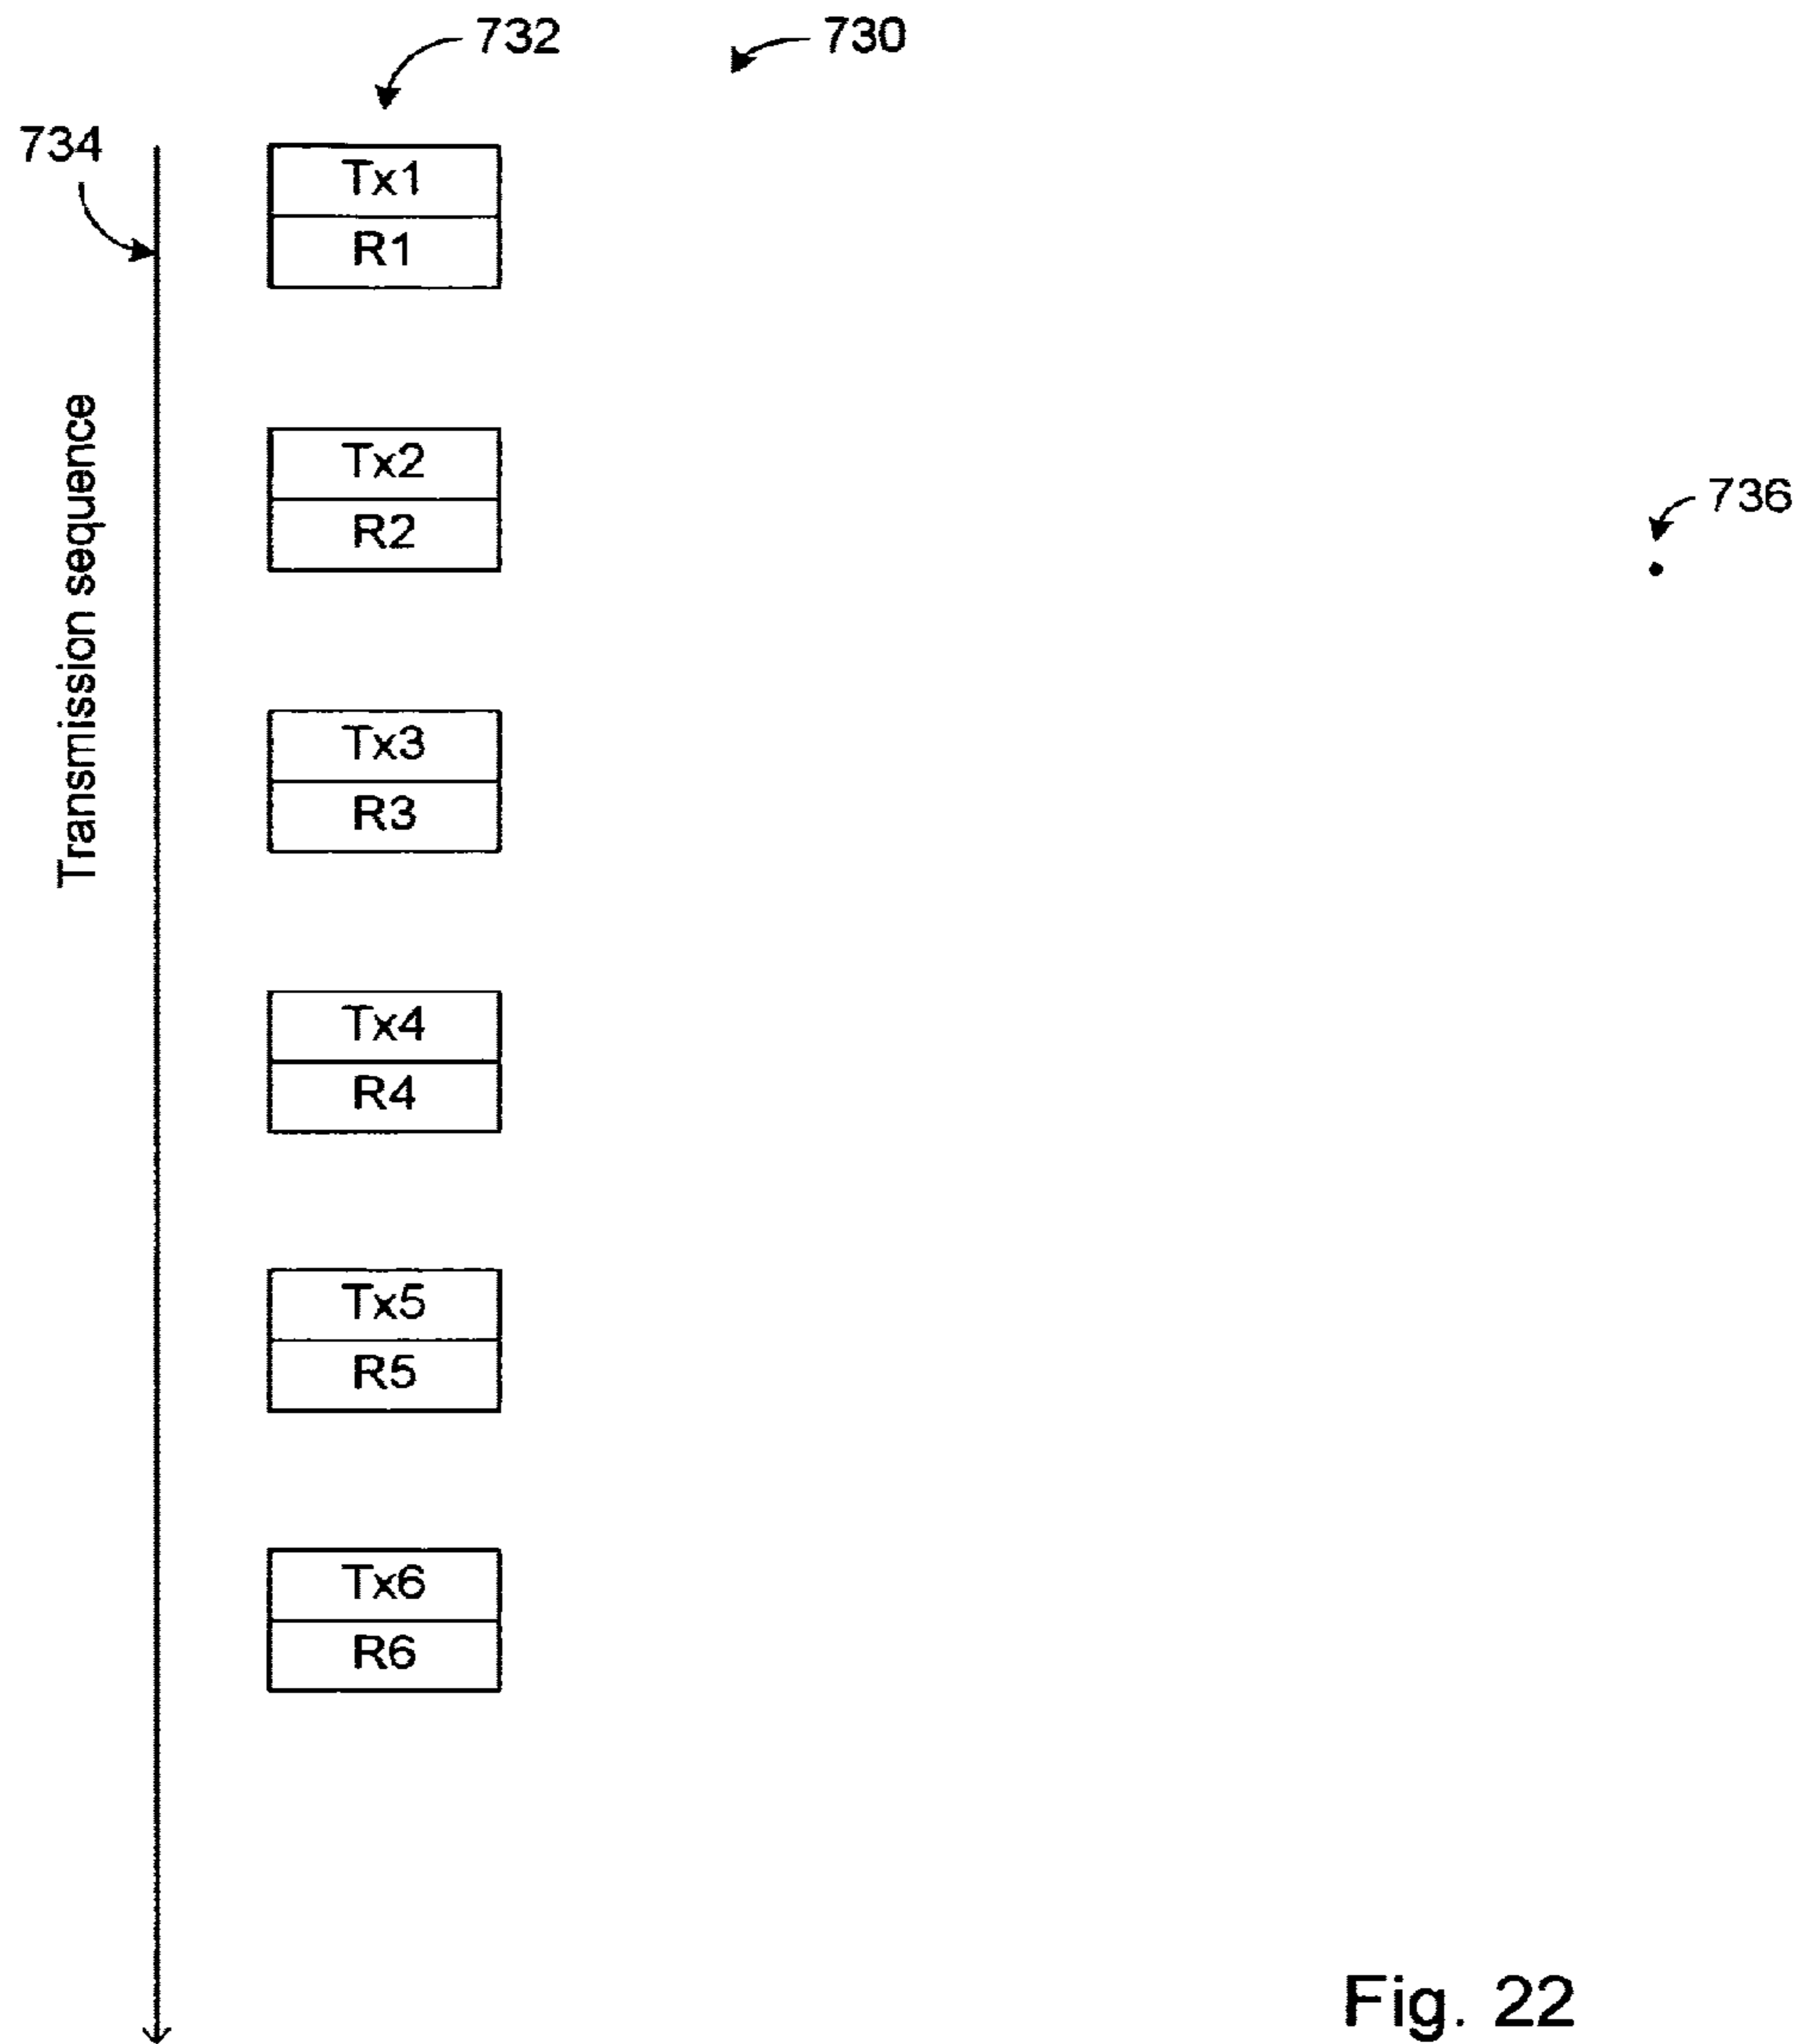 732
730
734
Tx1
R1
Transmission sequence
Tx2
R2
736
Tx3
R3
Tx4
R4
Tx5
R5
Tx6
R6
Fig. 22